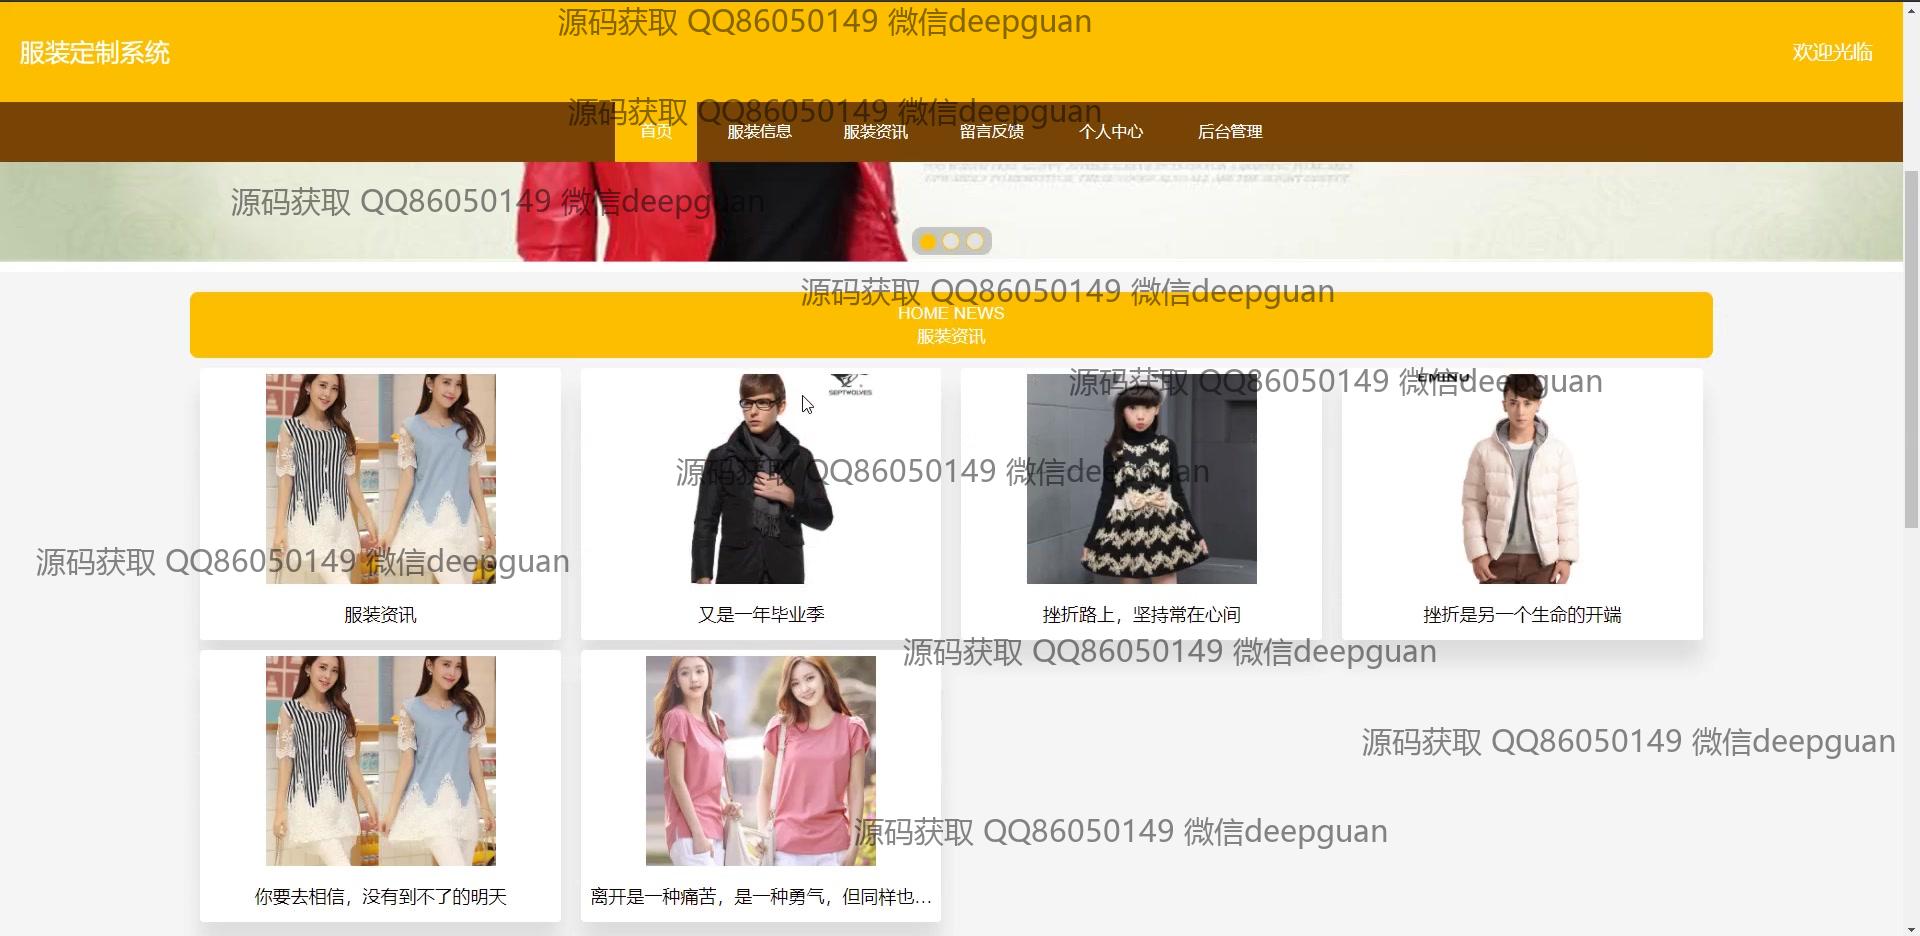 源码获取 QQ86050149 微信deepguan
服装定制系统
欢迎光临
源码获取 QQ86050149 微信deepguan
首页
服装信息
服装资讯
留言反馈
个人中心
后台管理
源码获取 QQ86050149 微信deepguan
源码获取 QQ86050149 微信deepguan
HOME NEWS
服装资讯
SEPTWOLVES
源码获取 QQ86050149 微信deepguan
源码获取 QQ86050149 微信deepguan
源码获取 QQ86050149 微信deepguan
服装资讯
又是一年毕业季
挫折路上，坚持常在心间
挫折是另一个生命的开端
源码获取 QQ86050149 微信deepguan
源码获取 QQ86050149 微信deepguan
源码获取 QQ86050149 微信deepguan
你要去相信，没有到不了的明天
离开是一种痛苦，是一种勇气，但同样也...